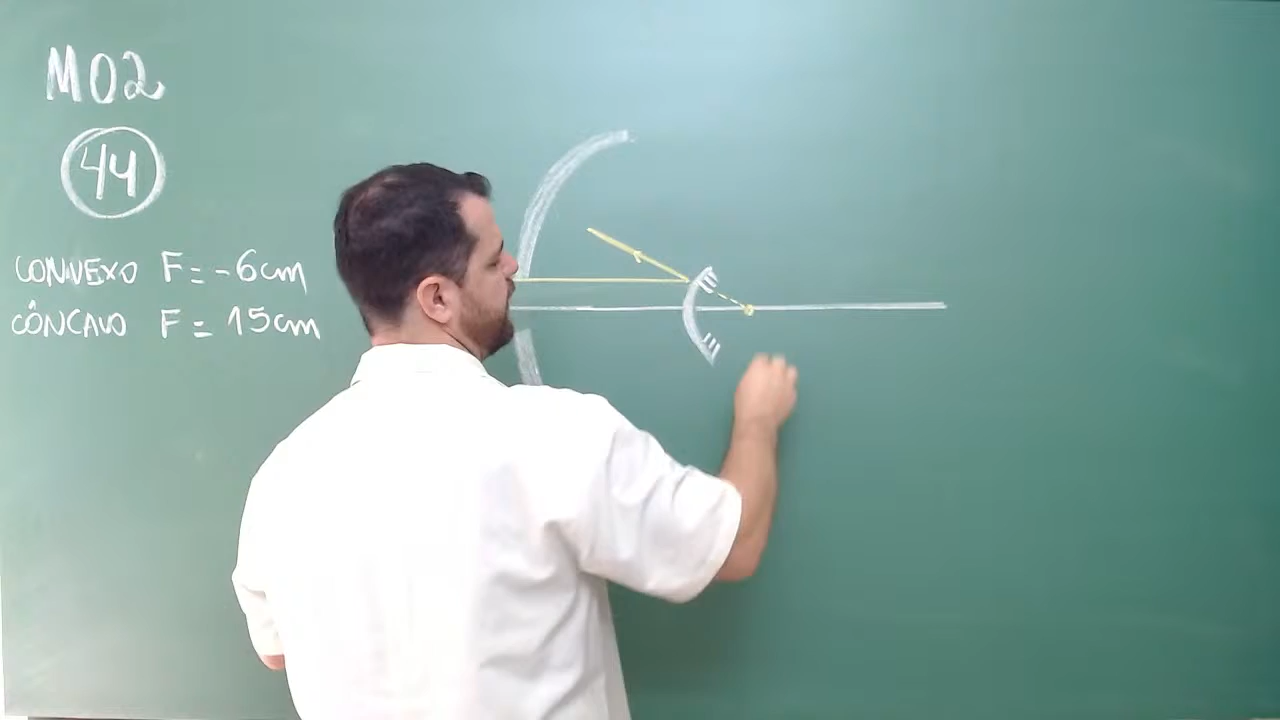 M02
44
CONVEXO F = -6cm
CÔNCAVO F = 15cm